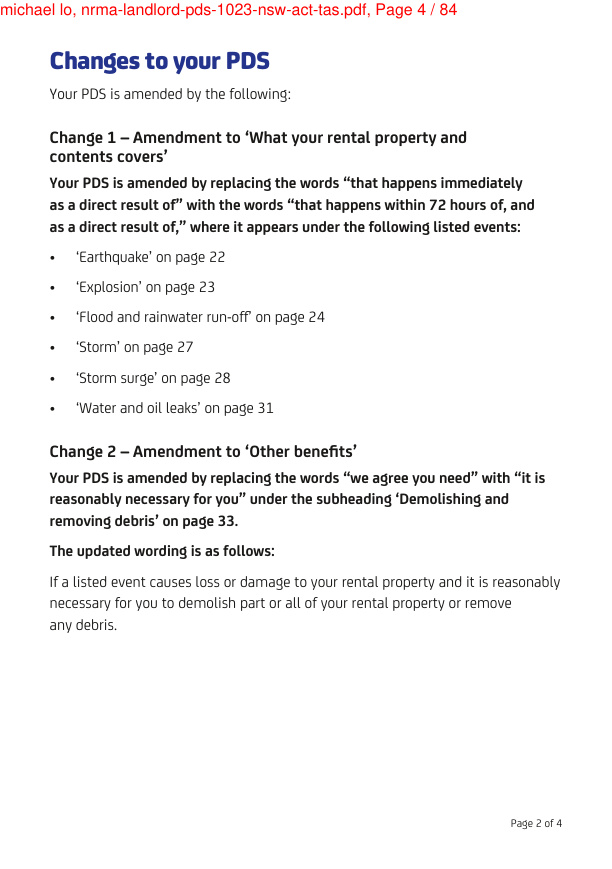 michael lo, nrma-landlord-pds-1023-nsw-act-tas.pdf, Page 4 / 84
Changes to your PDS
Your PDS is amended by the following:
Change 1 – Amendment to ‘What your rental property and
contents covers’
Your PDS is amended by replacing the words “that happens immediately
as a direct result of” with the words “that happens within 72 hours of, and
as a direct result of,” where it appears under the following listed events:
• ‘Earthquake’ on page 22
• ‘Explosion’ on page 23
• ‘Flood and rainwater run-off’ on page 24
• ‘Storm’ on page 27
• ‘Storm surge’ on page 28
• ‘Water and oil leaks’ on page 31
Change 2 – Amendment to ‘Other benefits’
Your PDS is amended by replacing the words “we agree you need” with “it is
reasonably necessary for you” under the subheading ‘Demolishing and
removing debris’ on page 33.
The updated wording is as follows:
If a listed event causes loss or damage to your rental property and it is reasonably
necessary for you to demolish part or all of your rental property or remove
any debris.
Page 2 of 4